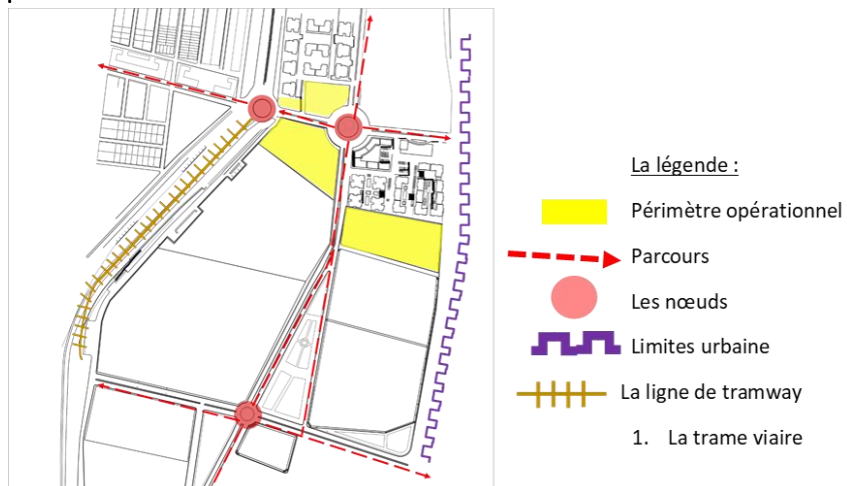 La légende :
Périmètre opérationnel
Parcours
Les nœuds
Limites urbaine
La ligne de tramway
1. La trame viaire